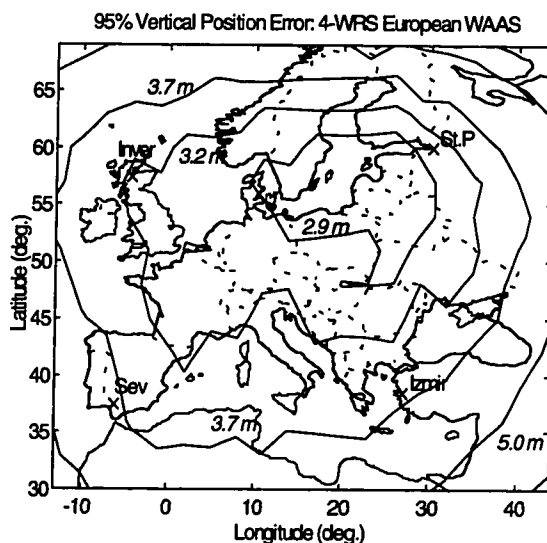 95% Vertical Position Error: 4-WRS European WAAS
65
60
55
50
45
40
35
30
Latitude (deg.)
3.7 m
Inver
3.2 m
St.P
2.9 m
Sev
Izmir
3.7 m
5.0 m
-10 0 10 20 30 40
Longitude (deg.)